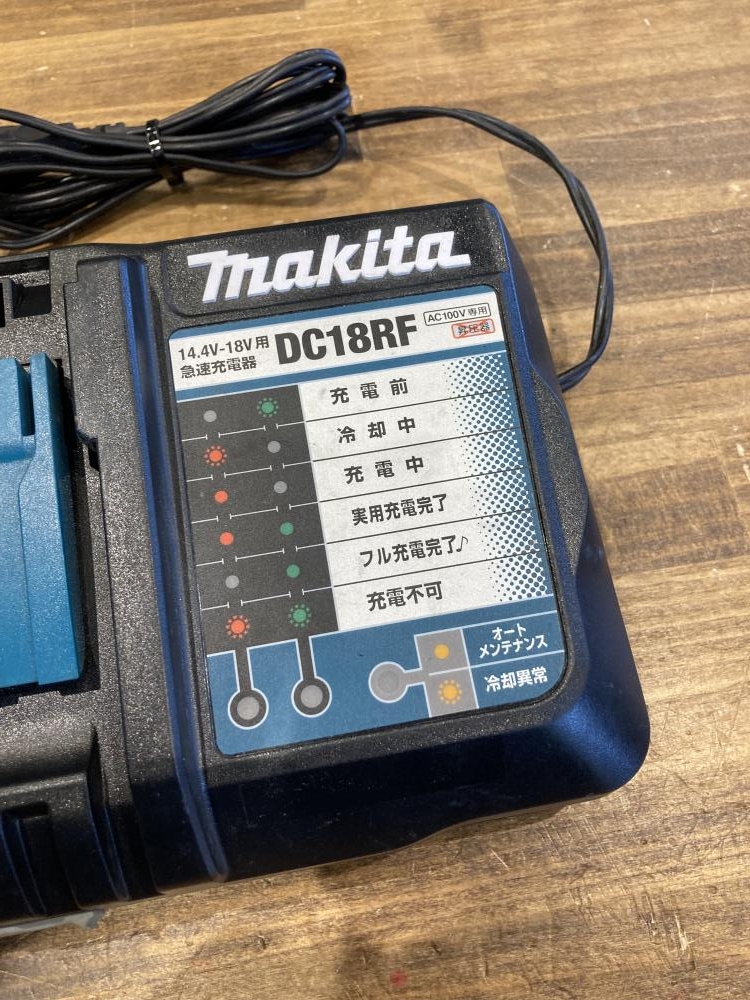 makita
14.4V-18V用
急速充電器
DC18RF
AC100V専用
昇圧器
充電前
冷却中
充電中
実用充電完了
フル充電完了♪
充電不可
オート
メンテナンス
冷却異常